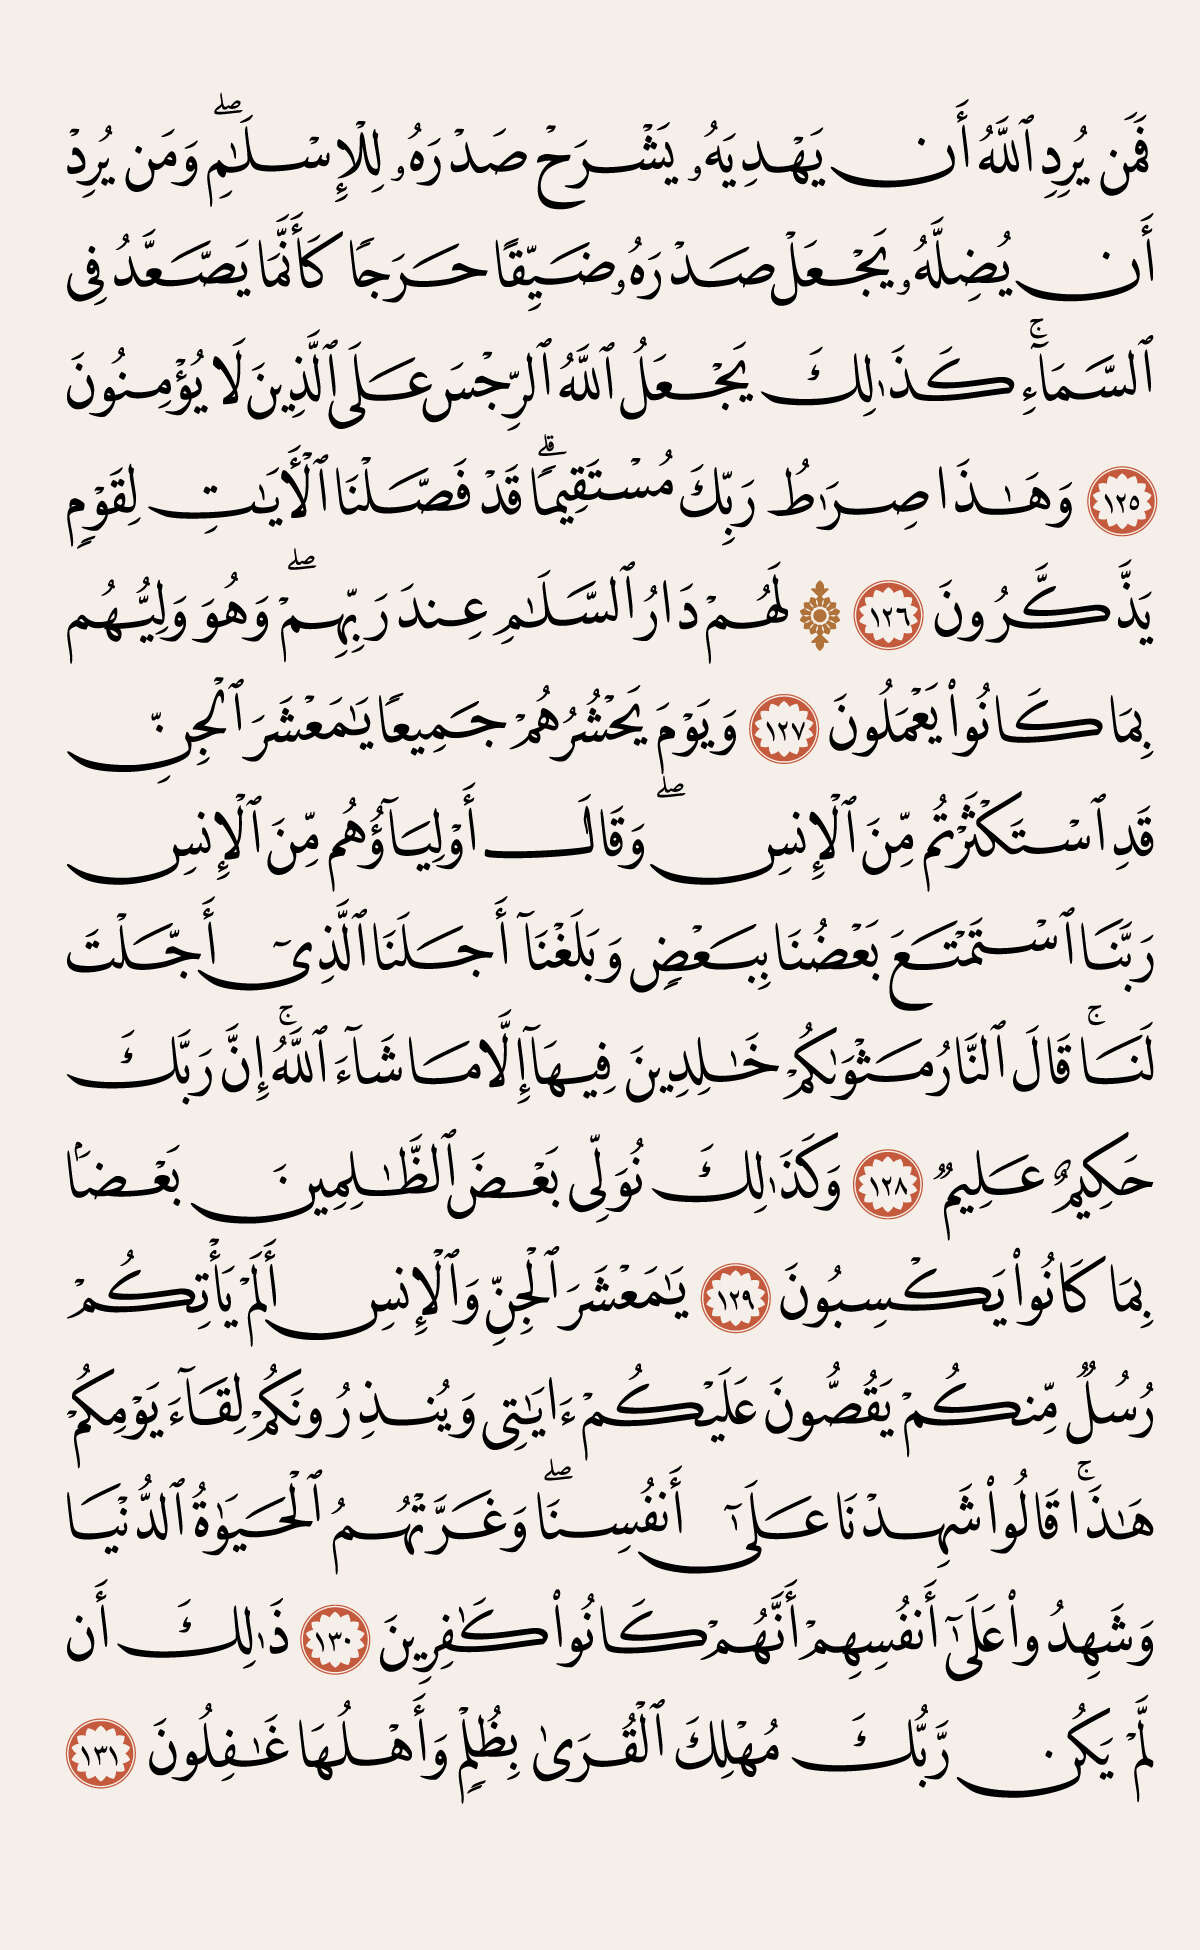 فَمَن يُرِدِ ٱللَّهُ أَن يَهْدِيَهُۥ يَشْرَحْ صَدْرَهُۥ لِلْإِسْلَٰمِۖ وَمَن يُرِدْ
أَن يُضِلَّهُۥ يَجْعَلْ صَدْرَهُۥ ضَيِّقًا حَرَجًا كَأَنَّمَا يَصَّعَّدُ فِى
ٱلسَّمَآءِۚ كَذَٰلِكَ يَجْعَلُ ٱللَّهُ ٱلرِّجْسَ عَلَى ٱلَّذِينَ لَا يُؤْمِنُونَ
١٢٥ وَهَٰذَا صِرَٰطُ رَبِّكَ مُسْتَقِيمًاۗ قَدْ فَصَّلْنَا ٱلْأَيَٰتِ لِقَوْمٍ
يَذَّكَّرُونَ ١٢٦ ۞ لَهُمْ دَارُ ٱلسَّلَٰمِ عِندَ رَبِّهِمْۖ وَهُوَ وَلِيُّهُم
بِمَا كَانُوا۟ يَعْمَلُونَ ١٢٧ وَيَوْمَ يَحْشُرُهُمْ جَمِيعًا يَٰمَعْشَرَ ٱلْجِنِّ
قَدِ ٱسْتَكْثَرْتُم مِّنَ ٱلْإِنسِۖ وَقَالَ أَوْلِيَآؤُهُم مِّنَ ٱلْإِنسِ
رَبَّنَا ٱسْتَمْتَعَ بَعْضُنَا بِبَعْضٍ وَبَلَغْنَآ أَجَلَنَا ٱلَّذِىٓ أَجَّلْتَ
لَنَاۚ قَالَ ٱلنَّارُ مَثْوَىٰكُمْ خَٰلِدِينَ فِيهَآ إِلَّا مَا شَآءَ ٱللَّهُۚ إِنَّ رَبَّكَ
حَكِيمٌ عَلِيمٌ ١٢٨ وَكَذَٰلِكَ نُوَلِّى بَعْضَ ٱلظَّٰلِمِينَ بَعْضًۢا
بِمَا كَانُوا۟ يَكْسِبُونَ ١٢٩ يَٰمَعْشَرَ ٱلْجِنِّ وَٱلْإِنسِ أَلَمْ يَأْتِكُمْ
رُسُلٌ مِّنكُمْ يَقُصُّونَ عَلَيْكُمْ ءَايَٰتِى وَيُنذِرُونَكُمْ لِقَآءَ يَوْمِكُمْ
هَٰذَاۚ قَالُوا۟ شَهِدْنَا عَلَىٰٓ أَنفُسِنَاۖ وَغَرَّتْهُمُ ٱلْحَيَوٰةُ ٱلدُّنْيَا
وَشَهِدُوا۟ عَلَىٰٓ أَنفُسِهِمْ أَنَّهُمْ كَانُوا۟ كَٰفِرِينَ ١٣٠ ذَٰلِكَ أَن
لَّمْ يَكُن رَّبُّكَ مُهْلِكَ ٱلْقُرَىٰ بِظُلْمٍ وَأَهْلُهَا غَٰفِلُونَ ١٣١